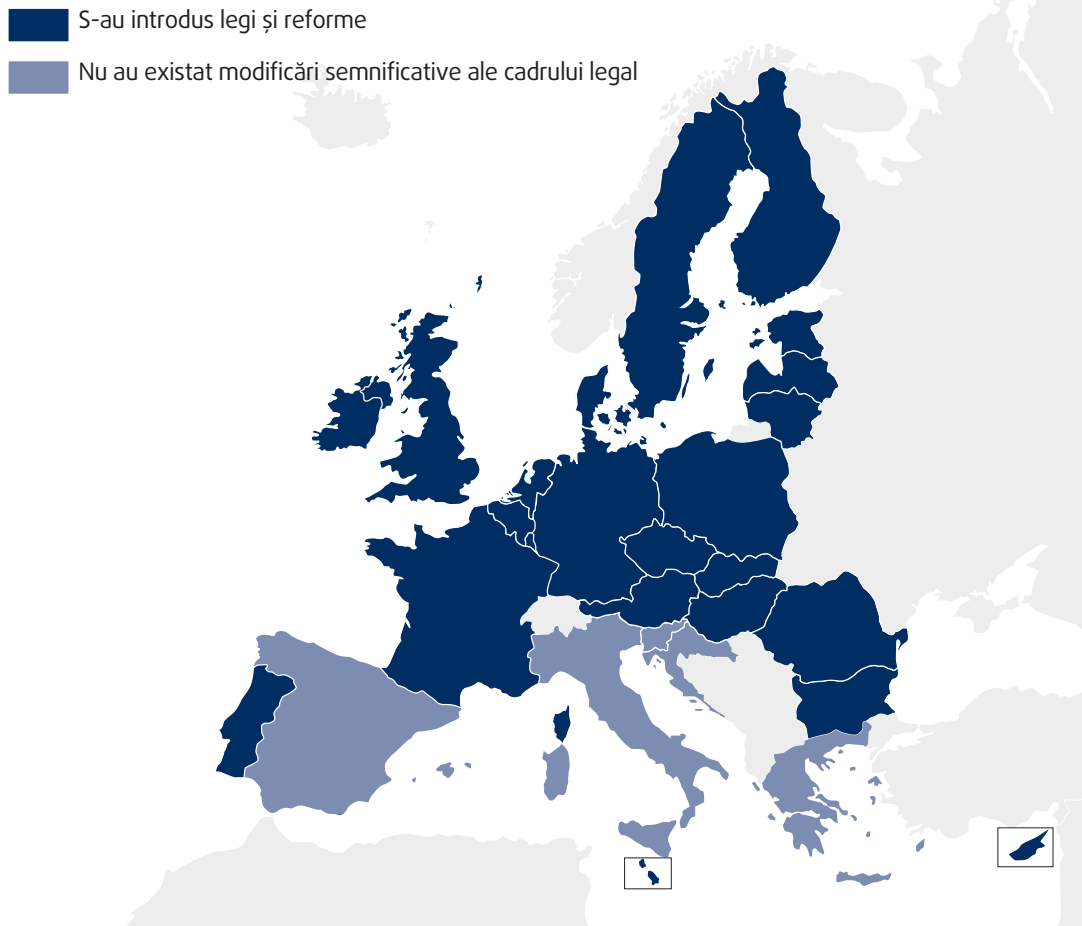 S-au introdus legi și reforme
Nu au existat modificări semnificative ale cadrului legal